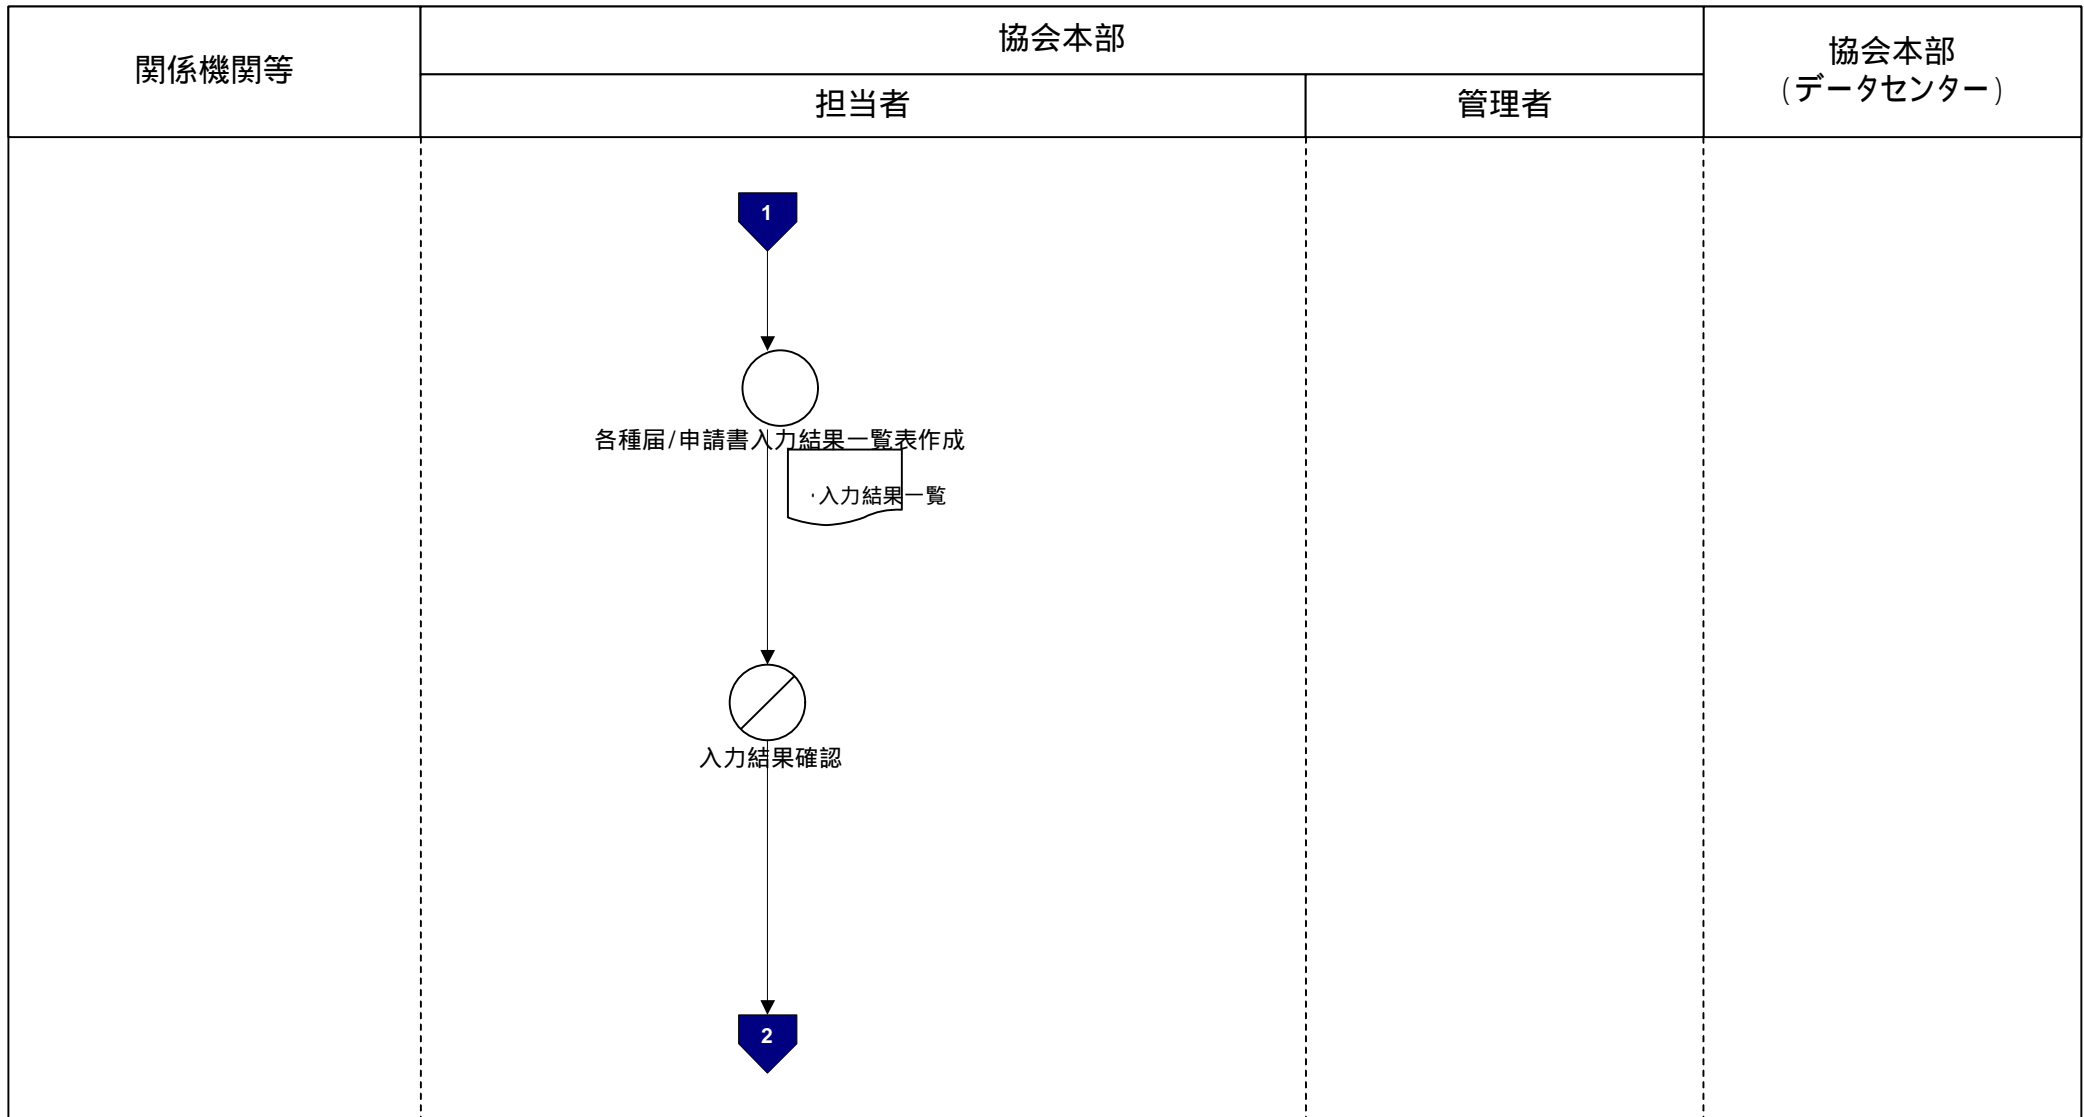 関係機関等
協会本部
担当者
管理者
協会本部
(データセンター)
1
各種届/申請書入力結果一覧表作成
・入力結果一覧
入力結果確認
2